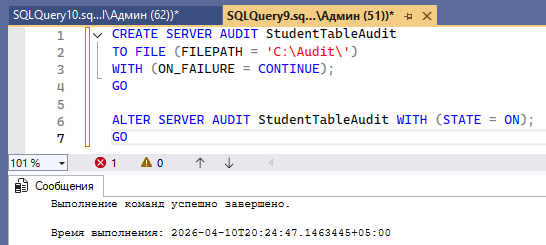 SQLQuery10.sq...l\Админ (62))*
SQLQuery9.sq...\Админ (51))*
1 CREATE SERVER AUDIT StudentTableAudit
2 TO FILE (FILEPATH = 'C:\Audit\')
3 WITH (ON_FAILURE = CONTINUE);
4 GO
5
6 ALTER SERVER AUDIT StudentTableAudit WITH (STATE = ON);
7 GO
101 % 1 0
Сообщения
Выполнение команд успешно завершено.
Время выполнения: 2026-04-10T20:24:47.1463445+05:00